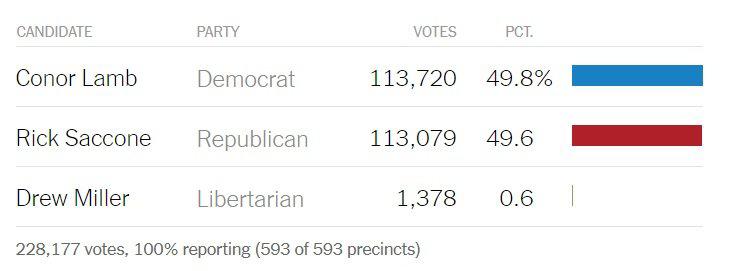 CANDIDATE PARTY VOTES PCT.
Conor Lamb Democrat 113,720 49.8%
Rick Saccone Republican 113,079 49.6
Drew Miller Libertarian 1,378 0.6
228,177 votes, 100% reporting (593 of 593 precincts)